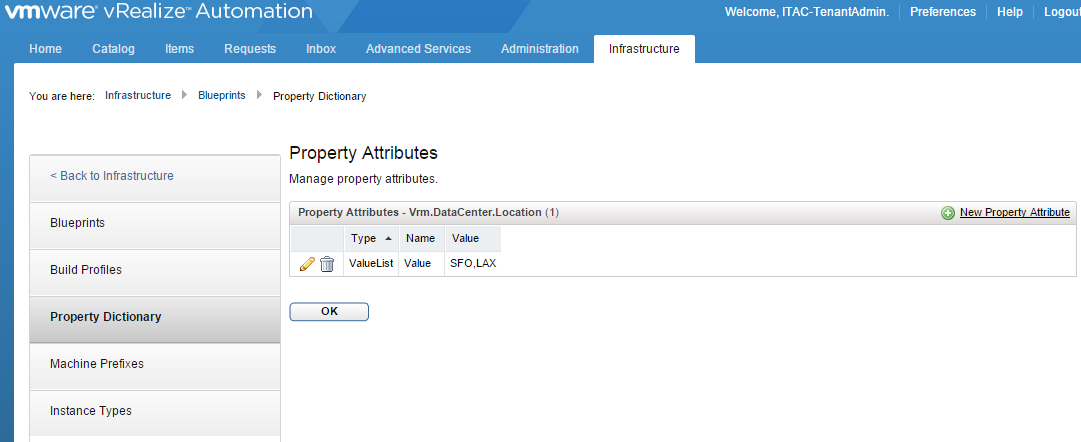 vmware® vRealize™ Automation
Welcome, ITAC-TenantAdmin. Preferences Help Logou
Home Catalog Items Requests Inbox Advanced Services Administration Infrastructure
You are here: Infrastructure Blueprints Property Dictionary
Property Attributes
Manage property attributes.
< Back to Infrastructure
Blueprints
Build Profiles
Property Dictionary
Machine Prefixes
Instance Types
Property Attributes - Vrm.DataCenter.Location (1) New Property Attribute
Type Name Value
ValueList Value SFO,LAX
OK